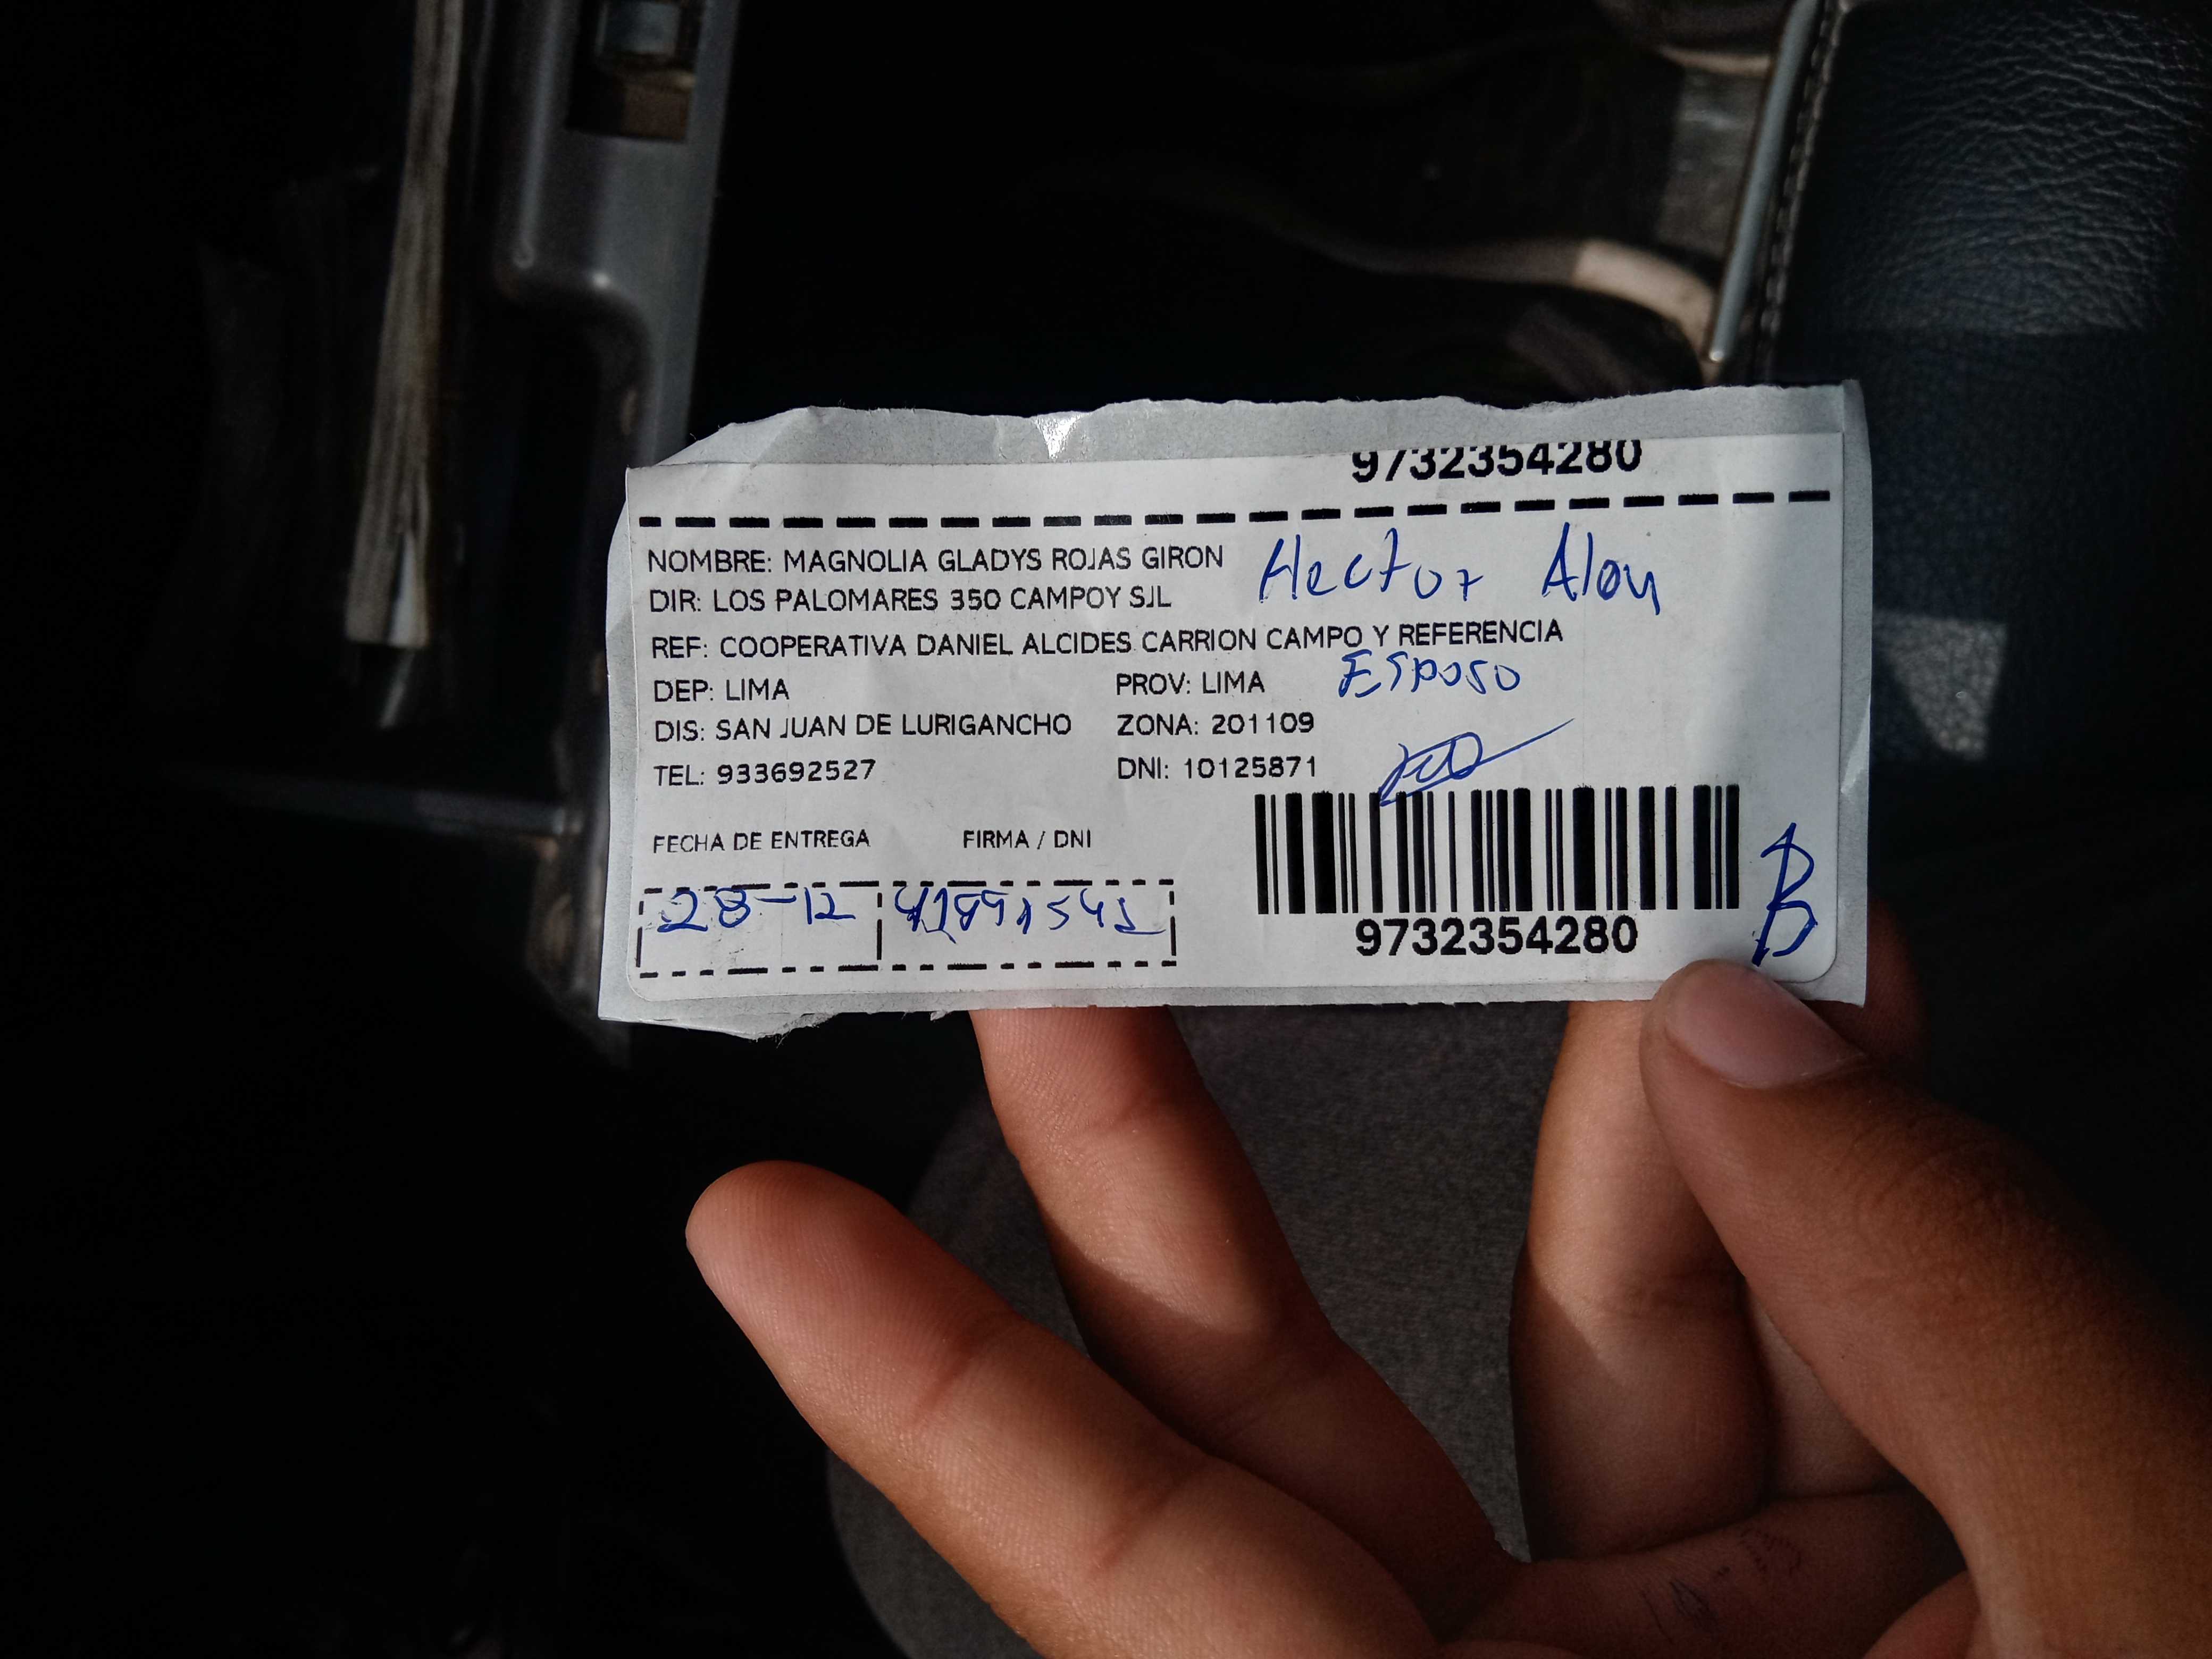 9732354280
NOMBRE: MAGNOLIA GLADYS ROJAS GIRON
Hector
DIR: LOS PALOMARES 350 CAMPOY SJL
REF: COOPERATIVA DANIEL ALCIDES CARRION CAMPO Y REFERENCIA
Esposo
DEP: LIMA PROV: LIMA
DIS: SAN JUAN DE LURIGANCHO ZONA: 201109
TEL: 933692527 DNI: 10125871
FECHA DE ENTREGA FIRMA / DNI
28-12
9732354280
B